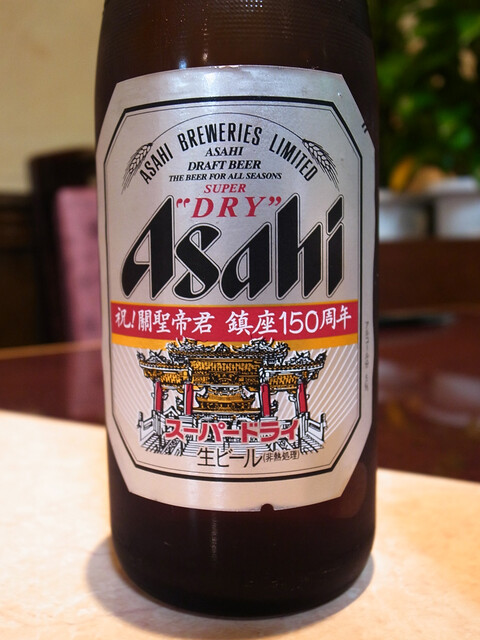 ASAHI BREWERIES LIMITED
ASAHI
DRAFT BEER
THE BEER FOR ALL SEASONS
SUPER
"DRY"
Asahi
祝!關聖帝君 鎮座150周年
スーパードライ
生ビール(非熱処理)